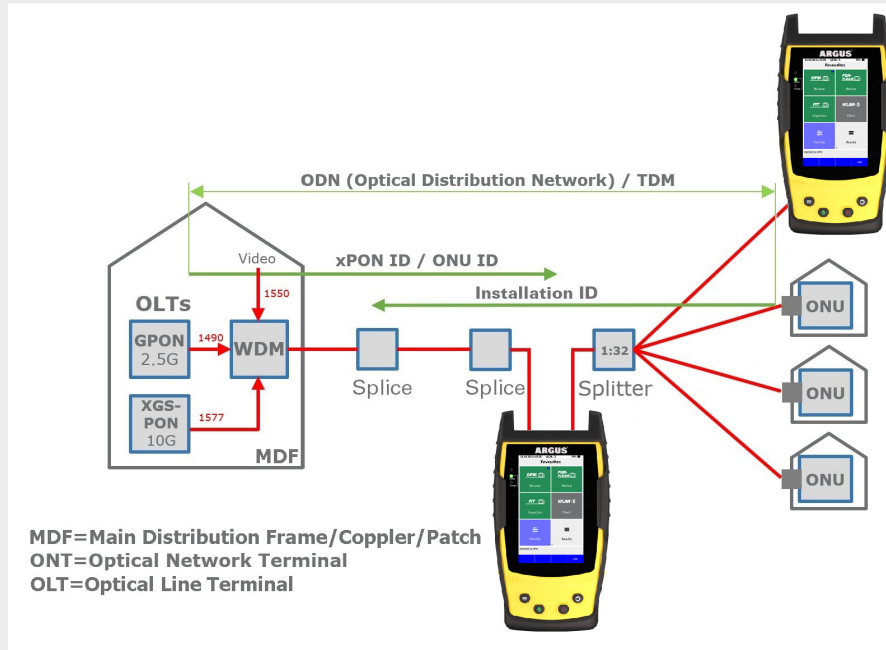 ARGUS
Favourites
ODN (Optical Distribution Network) / TDM
Video
xPON ID / ONU ID
1550
Installation ID
OLTs
GPON
2.5G
1490
WDM
1:32
ONU
Splice
Splice
Splitter
XGS-
PON
10G
1577
ONU
MDF
ARGUS
Favourites
ONU
MDF=Main Distribution Frame/Coppler/Patch
ONT=Optical Network Terminal
OLT=Optical Line Terminal